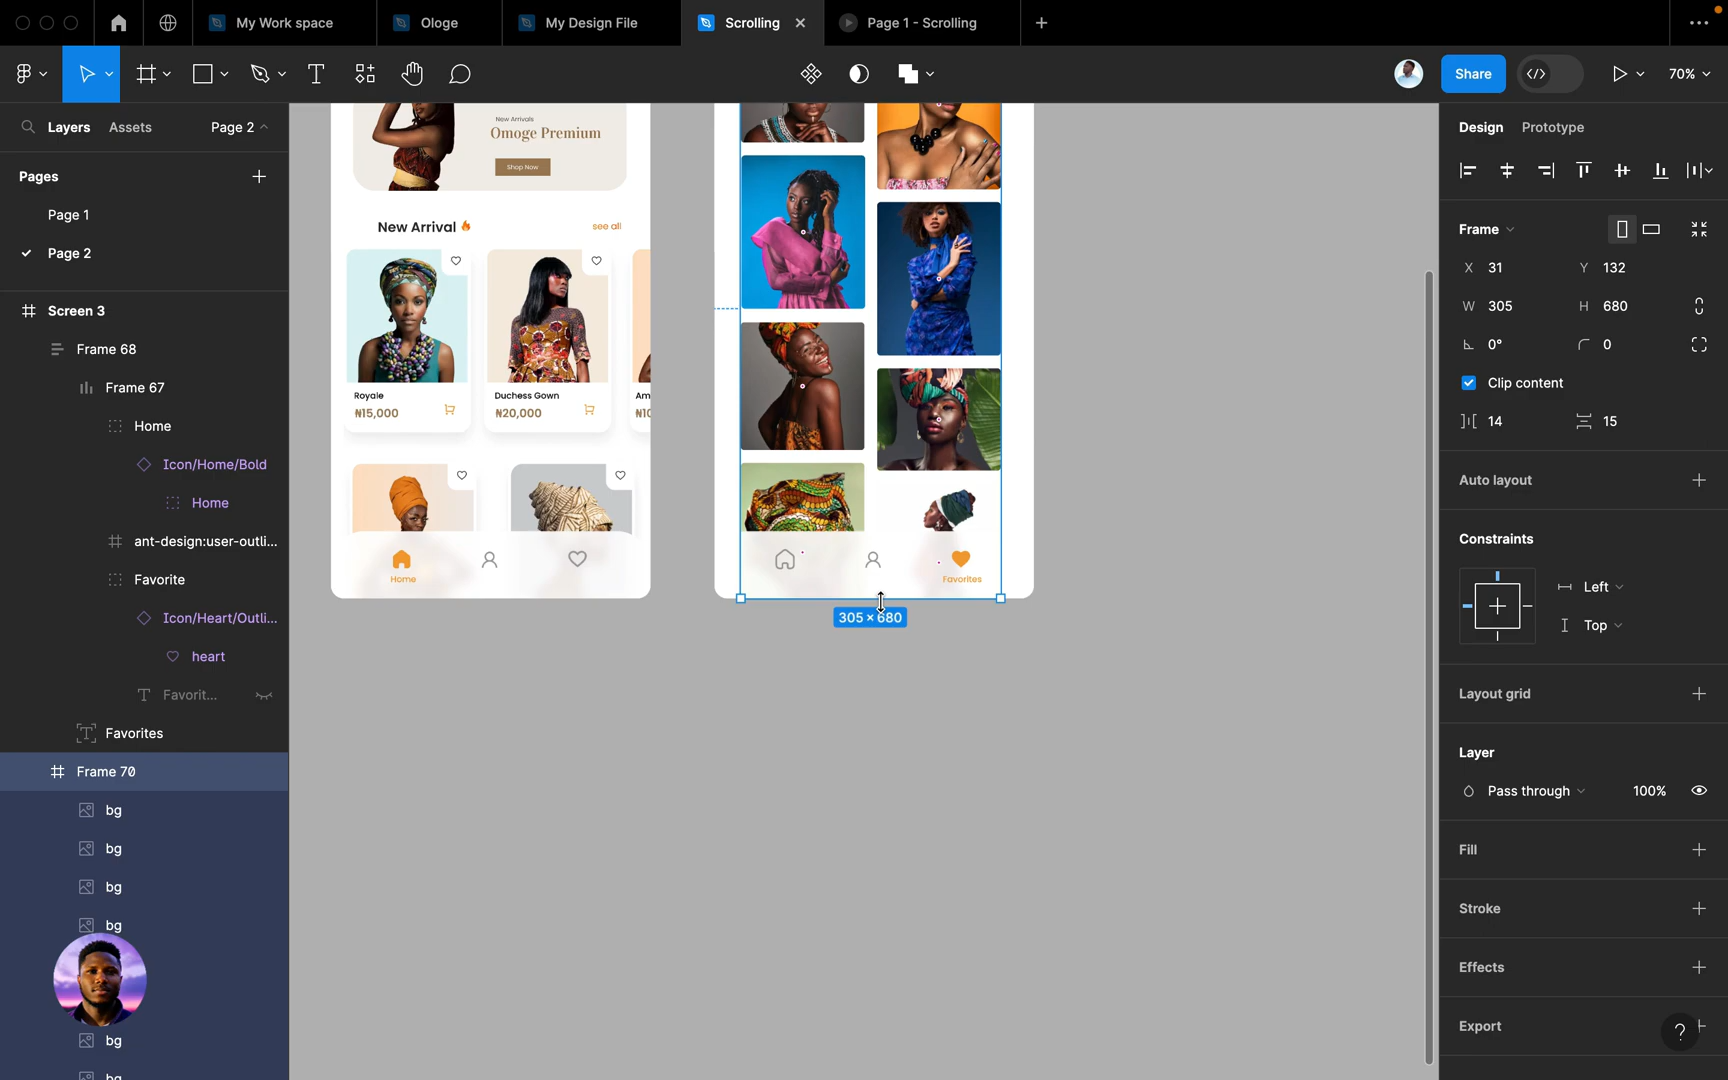 My Work space
Ologe
My Design File
Scrolling
Page 1 - Scrolling
Share
70%
Layers
Assets
Page 2
Design
Prototype
Pages
Page 1
Page 2
Screen 3
Frame 68
Frame 67
Home
Icon/Home/Bold
Home
ant-design:user-outli...
Favorite
Icon/Heart/Outli...
heart
Favorit...
Favorites
Frame 70
bg
bg
bg
bg
bg
New Arrivals
Omoge Premium
Shop Now
New Arrival
see all
Royale
₦15,000
Duchess Gown
₦20,000
Am
₦10
Home
Favorites
305 × 680
Frame
X 31
Y 132
W 305
H 680
0°
0
Clip content
14
15
Auto layout
Constraints
Left
Top
Layout grid
Layer
Pass through
100%
Fill
Stroke
Effects
Export
?